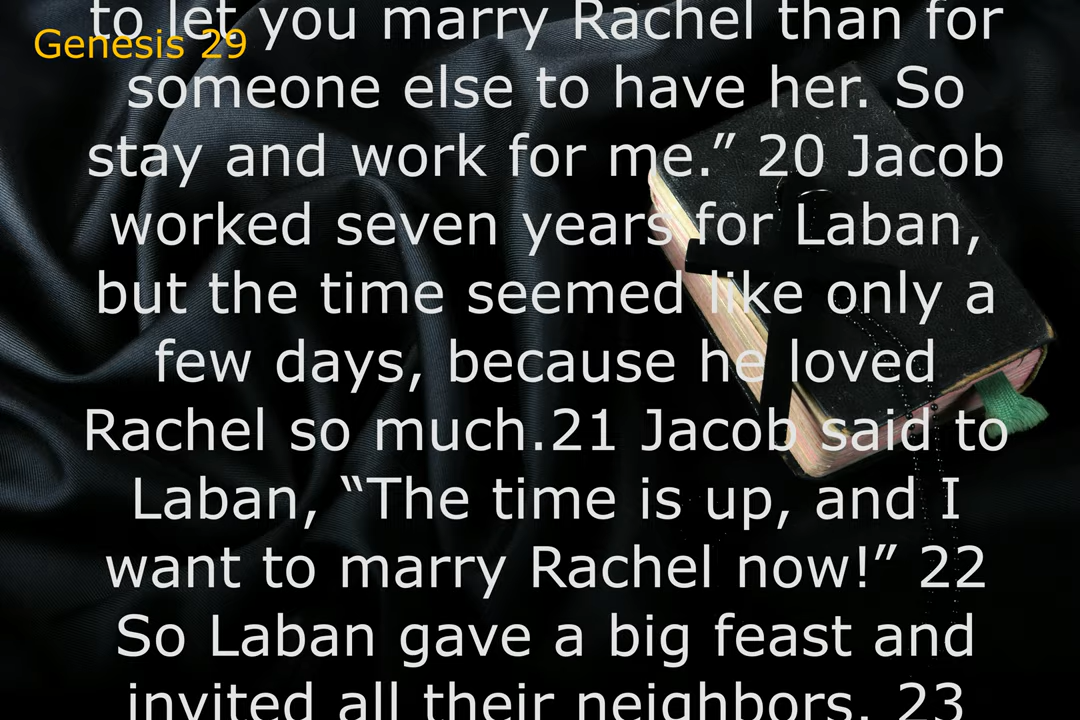 to let you marry Rachel than for
Genesis 29
someone else to have her. So
stay and work for me.” 20 Jacob
worked seven years for Laban,
but the time seemed like only a
few days, because he loved
Rachel so much.21 Jacob said to
Laban, “The time is up, and I
want to marry Rachel now!” 22
So Laban gave a big feast and
invited all their neighbors. 23